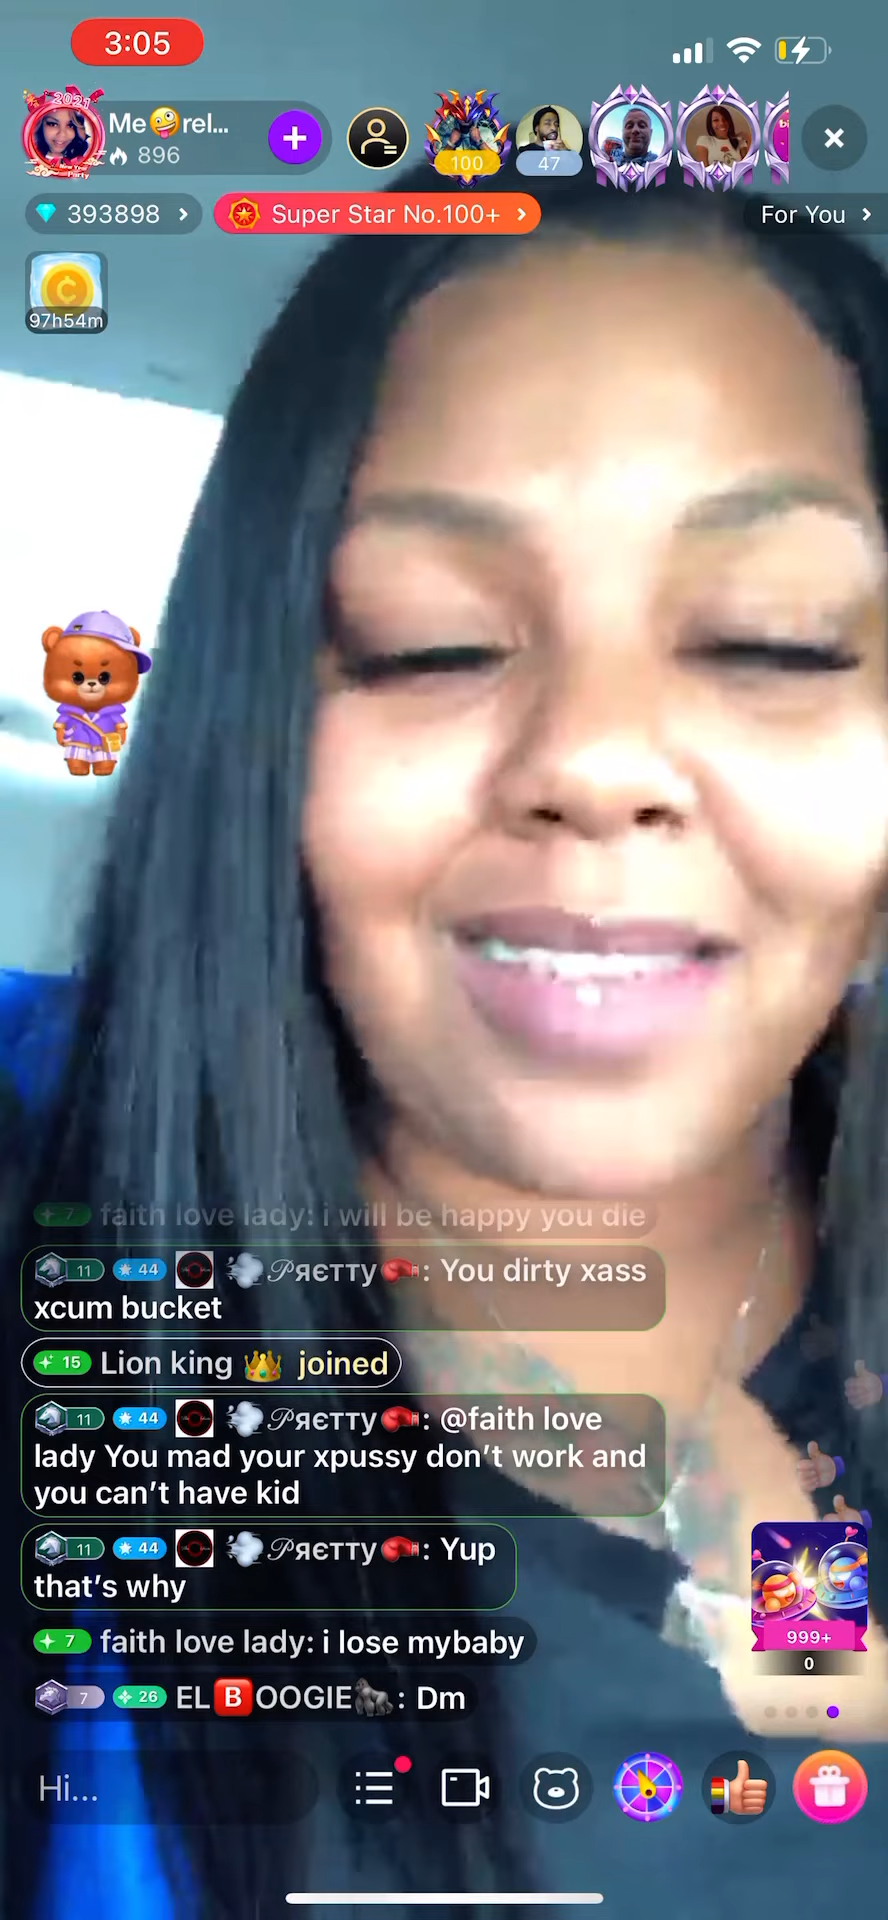 3:05
2021
Me🤪rel...
896
100
47
393898
Super Star No.100+
For You
97h54m
7 faith love lady: i will be happy you die
11 44 💨𝒫яєтту🥊: You dirty xass
xcum bucket
15 Lion king 👑 joined
11 44 💨𝒫яєтту🥊: @faith love
lady You mad your xpussy don't work and
you can't have kid
11 44 💨𝒫яєтту🥊: Yup
that's why
7 faith love lady: i lose mybaby
7 26 EL🅱️OOGIE🦍: Dm
999+
0
Hi...